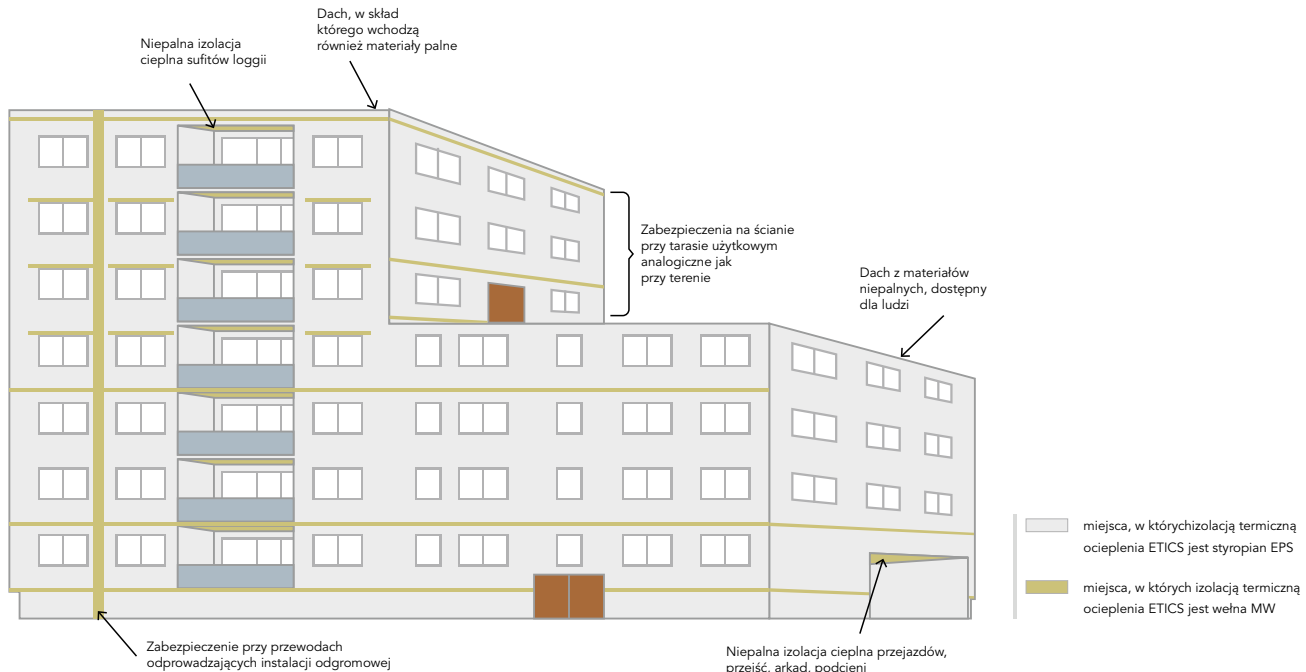 Dach, w skład
którego wchodzą
również materiały palne
Niepalna izolacja
cieplna sufitów loggii
Zabezpieczenia na ścianie
przy tarasie użytkowym
analogiczne jak
przy terenie
Dach z materiałów
niepalnych, dostępny
dla ludzi
miejsca, w którychizolacją termiczną
ocieplenia ETICS jest styropian EPS
miejsca, w których izolacją termiczną
ocieplenia ETICS jest wełna MW
Zabezpieczenie przy przewodach
odprowadzających instalacji odgromowej
Niepalna izolacja cieplna przejazdów,
przejść, arkad, podcieni